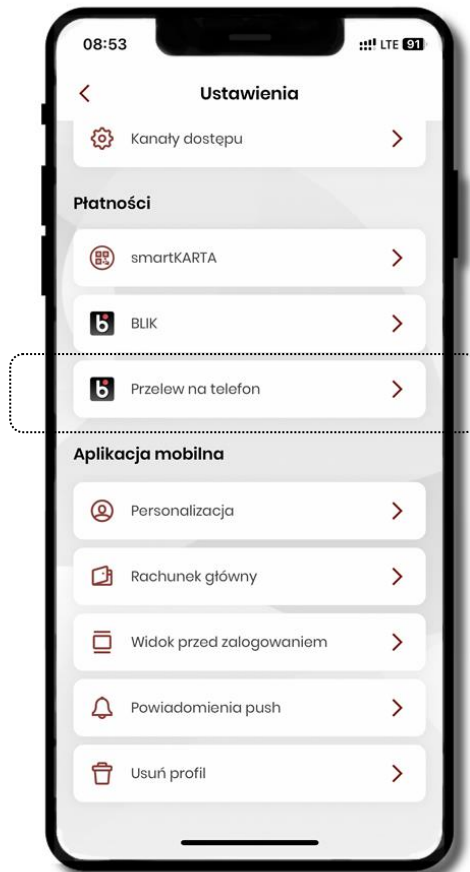 08:53
LTE 91
Ustawienia
Kanały dostępu
Płatności
smartKARTA
BLIK
Przelew na telefon
Aplikacja mobilna
Personalizacja
Rachunek główny
Widok przed zalogowaniem
Powiadomienia push
Usuń profil